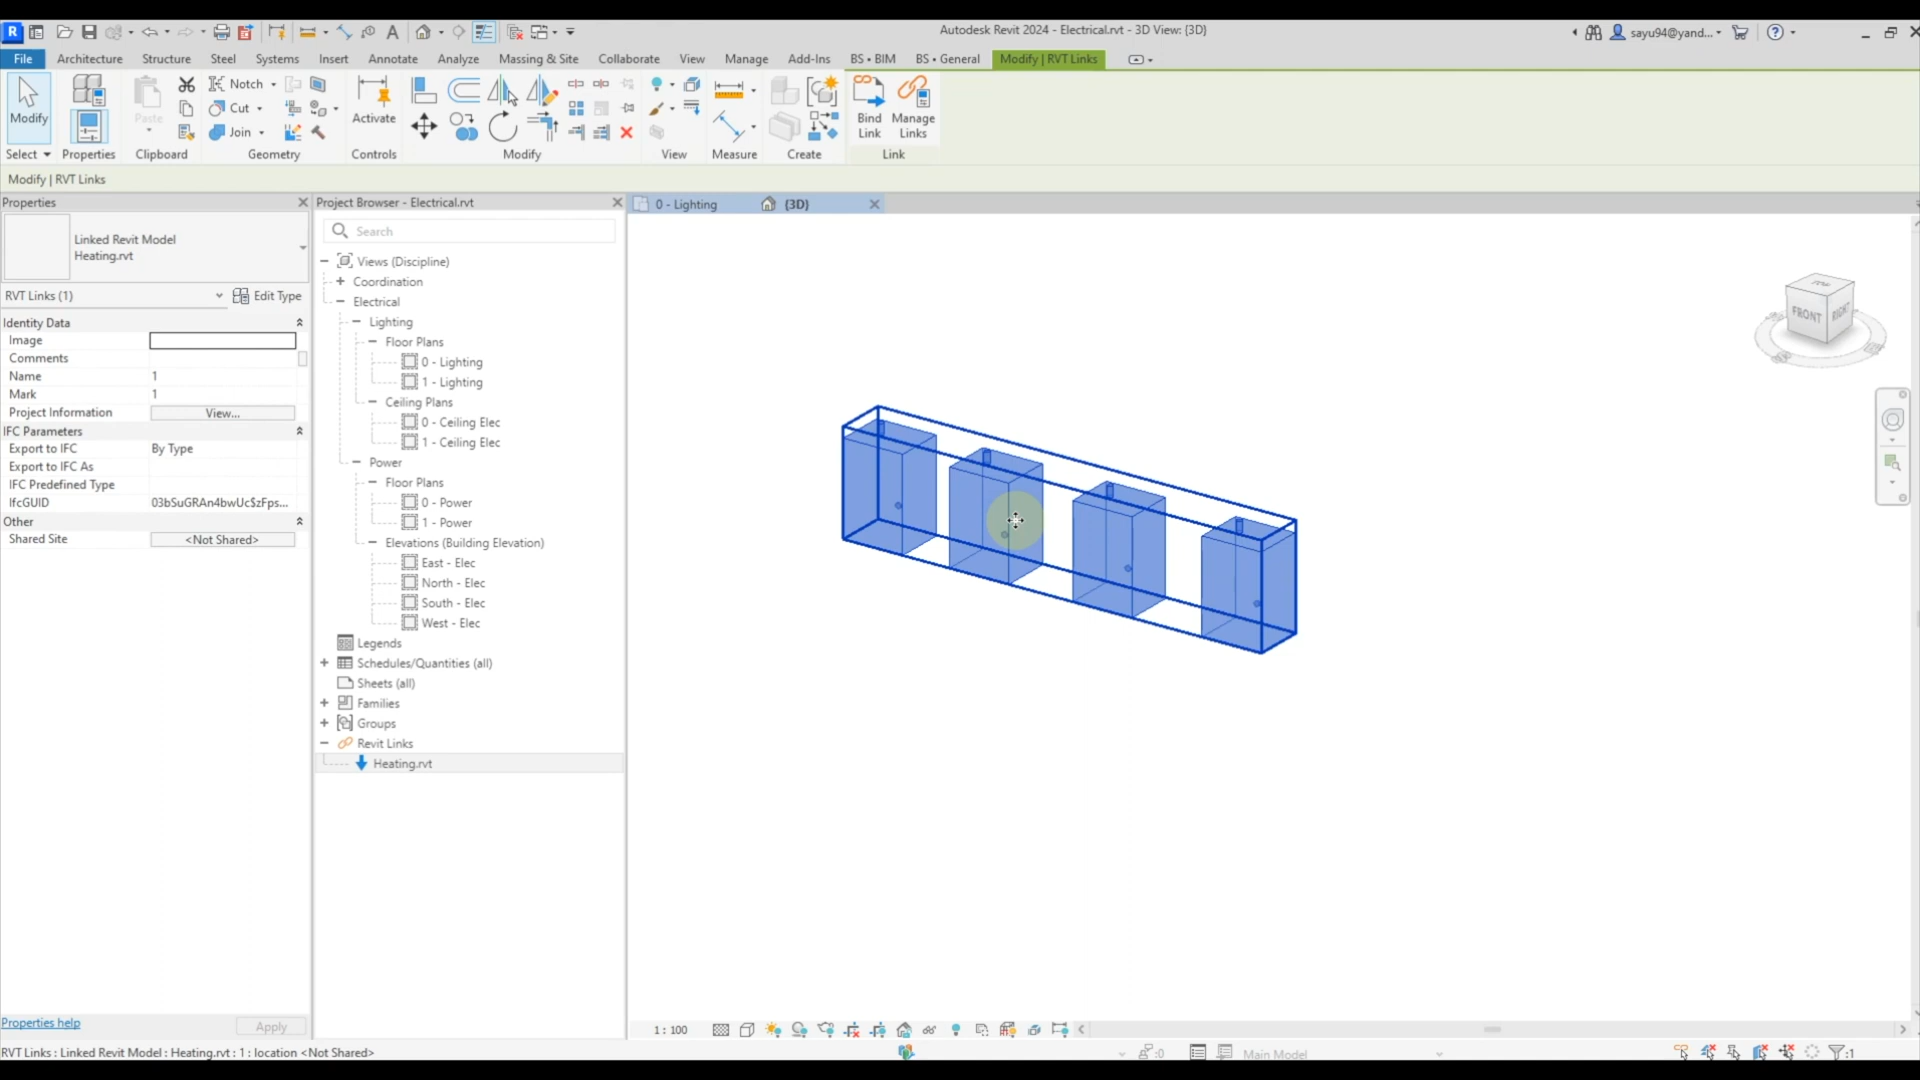 Autodesk Revit 2024 - Electrical.rvt - 3D View: {3D}
sayu94@yand...
File Architecture Structure Steel Systems Insert Annotate Analyze Massing & Site Collaborate View Manage Add-Ins BS • BIM BS • General Modify | RVT Links
Modify
Paste
Notch
Cut
Join
Activate
Bind Link
Manage Links
Select Properties Clipboard Geometry Controls Modify View Measure Create Link
Modify | RVT Links
Properties
Linked Revit Model
Heating.rvt
RVT Links (1) Edit Type
Identity Data
Image
Comments
Name 1
Mark 1
Project Information View...
IFC Parameters
Export to IFC By Type
Export to IFC As
IFC Predefined Type
IfcGUID 03bSuGRAn4bwUc$zFps...
Other
Shared Site <Not Shared>
Properties help Apply
Project Browser - Electrical.rvt
Search
Views (Discipline)
Coordination
Electrical
Lighting
Floor Plans
0 - Lighting
1 - Lighting
Ceiling Plans
0 - Ceiling Elec
1 - Ceiling Elec
Power
Floor Plans
0 - Power
1 - Power
Elevations (Building Elevation)
East - Elec
North - Elec
South - Elec
West - Elec
Legends
Schedules/Quantities (all)
Sheets (all)
Families
Groups
Revit Links
Heating.rvt
0 - Lighting {3D}
TOP
FRONT
RIGHT
1 : 100
RVT Links : Linked Revit Model : Heating.rvt : 1 : location <Not Shared>
:0
Main Model
:1